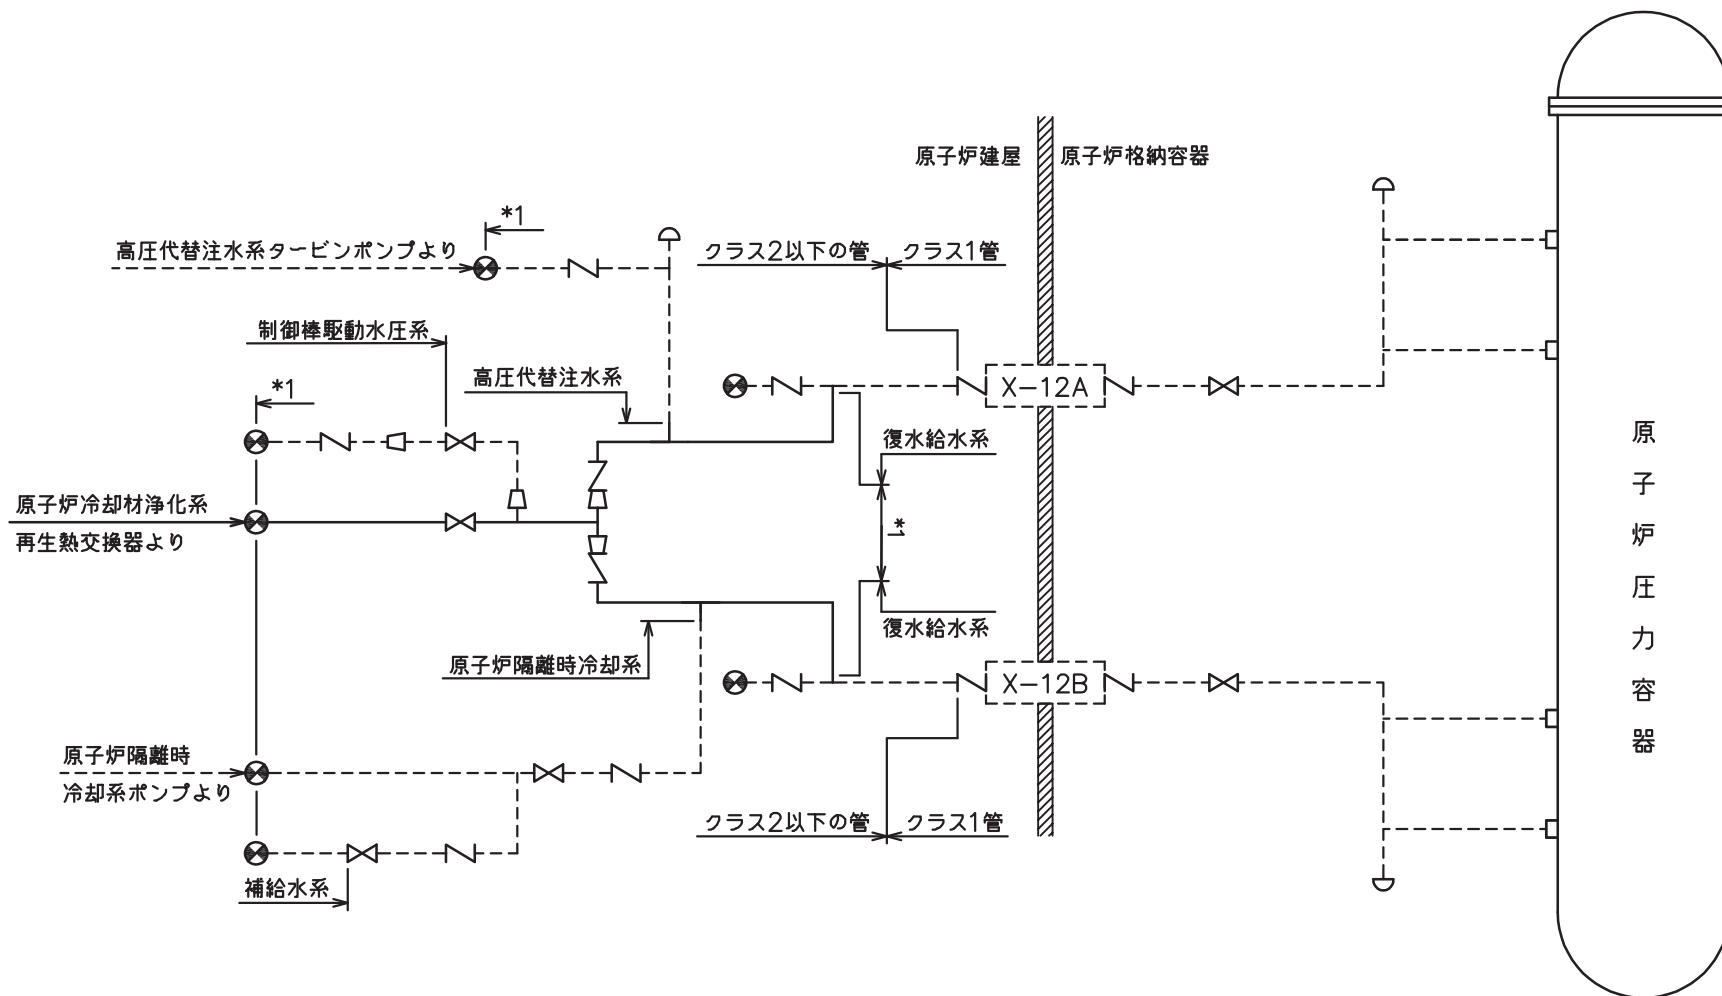 原子炉建屋
原子炉格納容器
*1
高圧代替注水系タービンポンプより
クラス2以下の管
クラス1管
制御棒駆動水圧系
高圧代替注水系
*1
X-12A
原子炉圧力容器
復水給水系
原子炉冷却材浄化系
再生熱交換器より
*1
復水給水系
原子炉隔離時冷却系
X-12B
原子炉隔離時
冷却系ポンプより
クラス2以下の管
クラス1管
補給水系